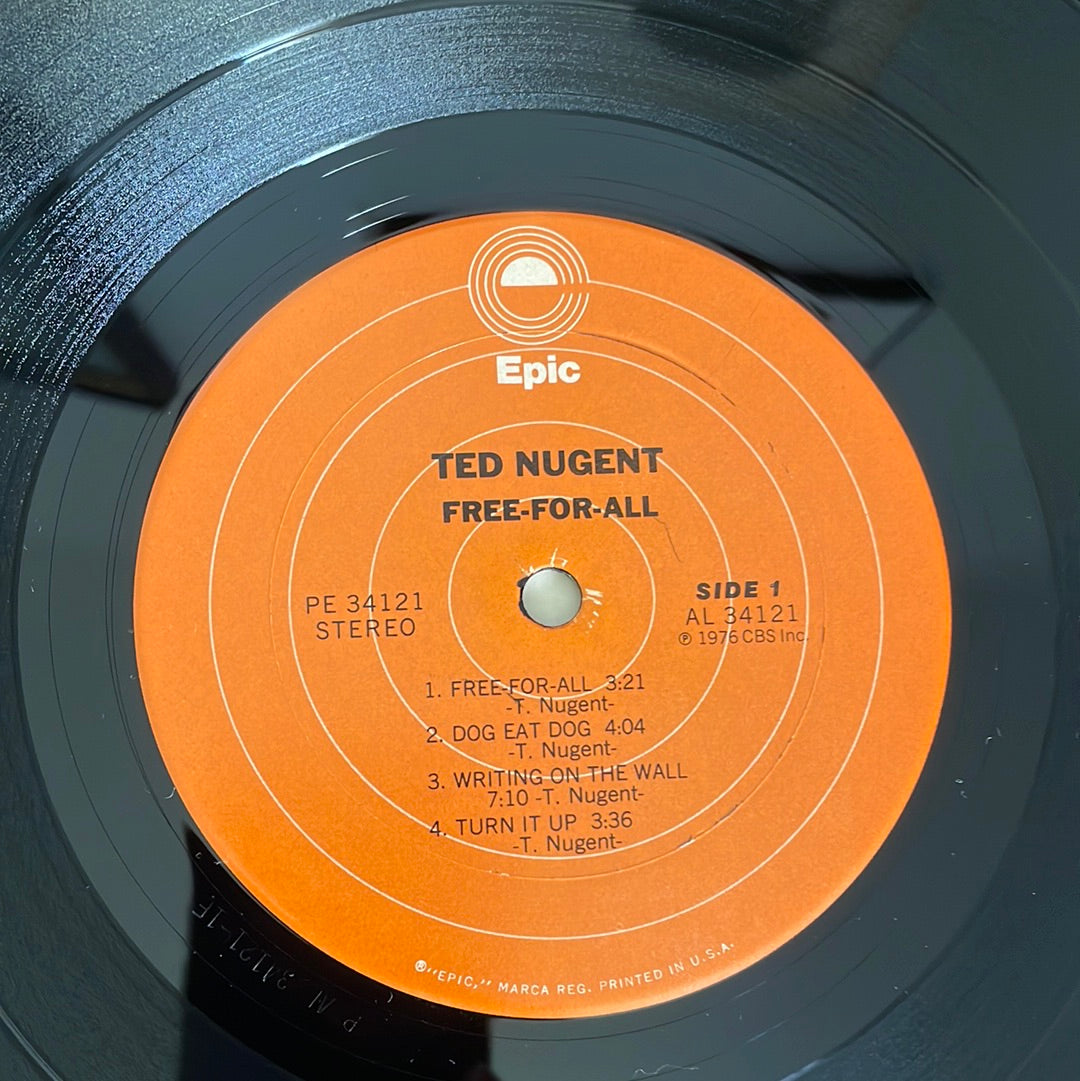 Epic
TED NUGENT
FREE-FOR-ALL
PE 34121
STEREO
SIDE 1
AL 34121
℗ 1976 CBS Inc.
1. FREE-FOR-ALL 3:21
-T. Nugent-
2. DOG EAT DOG 4:04
-T. Nugent-
3. WRITING ON THE WALL
7:10 -T. Nugent-
4. TURN IT UP 3:36
-T. Nugent-
®"EPIC," MARCA REG. PRINTED IN U.S.A.
34121-1F